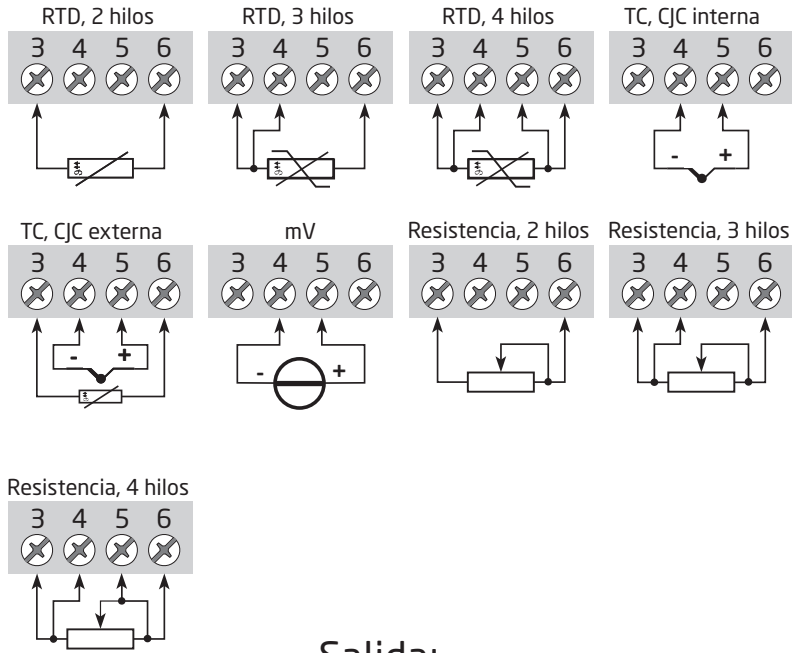 RTD, 2 hilos
3 4 5 6
RTD, 3 hilos
3 4 5 6
RTD, 4 hilos
3 4 5 6
TC, CJC interna
3 4 5 6
- +
TC, CJC externa
3 4 5 6
- +
mV
3 4 5 6
- +
Resistencia, 2 hilos
3 4 5 6
Resistencia, 3 hilos
3 4 5 6
Resistencia, 4 hilos
3 4 5 6
Salida: